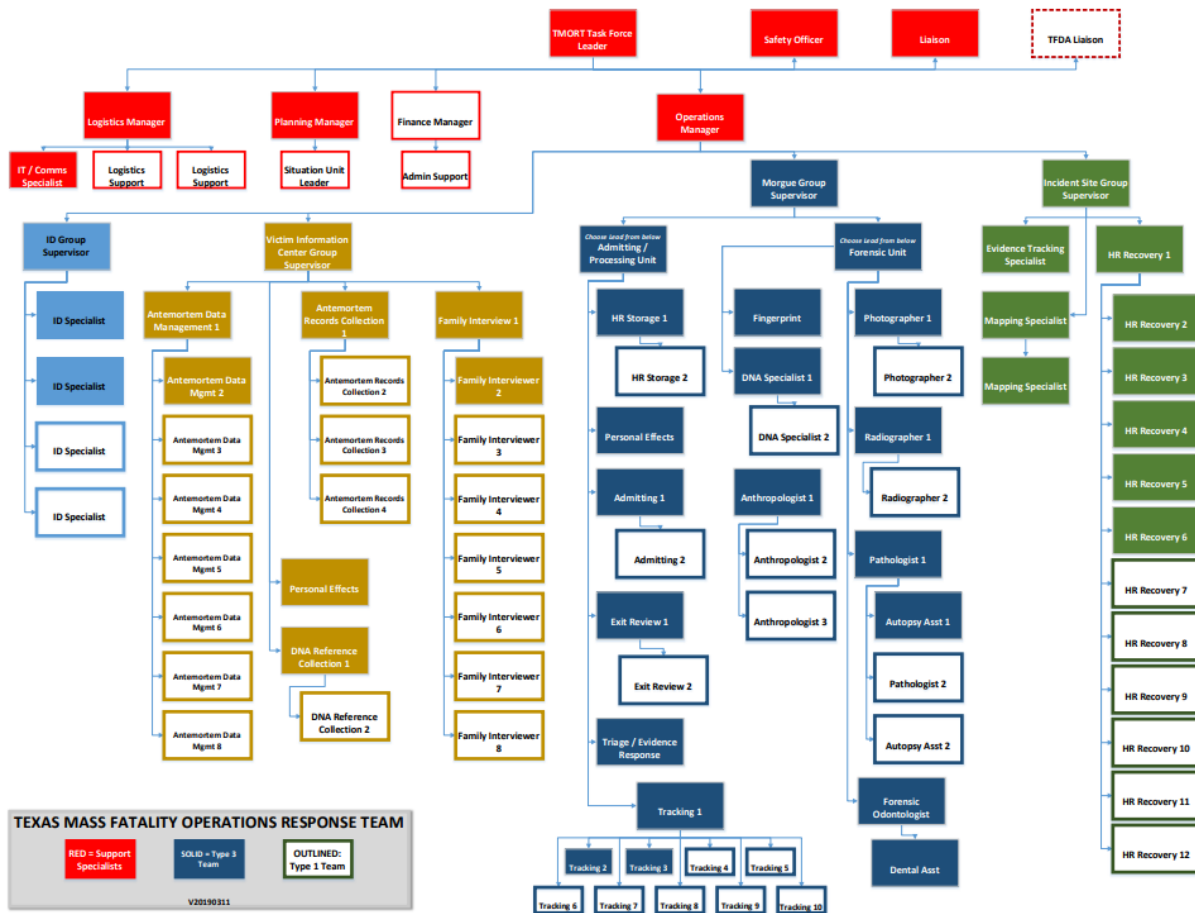 TMORT Task Force
Leader
Safety Officer
Liaison
TFDA Liaison
Logistics Manager
Planning Manager
Finance Manager
Operations
Manager
IT / Comms
Specialist
Logistics
Support
Logistics
Support
Situation Unit
Leader
Admin Support
Morgue Group
Supervisor
Incident Site Group
Supervisor
ID Group
Supervisor
Victim Information
Center Group
Supervisor
Choose Lead from below
Admitting /
Processing Unit
Choose Lead from below
Forensic Unit
Evidence Tracking
Specialist
HR Recovery 1
ID Specialist
ID Specialist
ID Specialist
ID Specialist
Antemortem Data
Management 1
Antemortem
Records Collection
1
Family Interview 1
Antemortem Data
Mgmt 2
Antemortem Data
Mgmt 3
Antemortem Data
Mgmt 4
Antemortem Data
Mgmt 5
Antemortem Data
Mgmt 6
Antemortem Data
Mgmt 7
Antemortem Data
Mgmt 8
Antemortem Records
Collection 2
Antemortem Records
Collection 3
Antemortem Records
Collection 4
Personal Effects
DNA Reference
Collection 1
DNA Reference
Collection 2
Family Interviewer
2
Family Interviewer
3
Family Interviewer
4
Family Interviewer
5
Family Interviewer
6
Family Interviewer
7
Family Interviewer
8
HR Storage 1
HR Storage 2
Personal Effects
Admitting 1
Admitting 2
Exit Review 1
Exit Review 2
Triage / Evidence
Response
Tracking 1
Tracking 2
Tracking 3
Tracking 4
Tracking 5
Tracking 6
Tracking 7
Tracking 8
Tracking 9
Tracking 10
Fingerprint
DNA Specialist 1
DNA Specialist 2
Anthropologist 1
Anthropologist 2
Anthropologist 3
Photographer 1
Photographer 2
Radiographer 1
Radiographer 2
Pathologist 1
Autopsy Asst 1
Pathologist 2
Autopsy Asst 2
Forensic
Odontologist
Dental Asst
Mapping Specialist
Mapping Specialist
HR Recovery 2
HR Recovery 3
HR Recovery 4
HR Recovery 5
HR Recovery 6
HR Recovery 7
HR Recovery 8
HR Recovery 9
HR Recovery 10
HR Recovery 11
HR Recovery 12
TEXAS MASS FATALITY OPERATIONS RESPONSE TEAM
RED = Support
Specialists
SOLID = Type 3
Team
OUTLINED:
Type 1 Team
V20190311